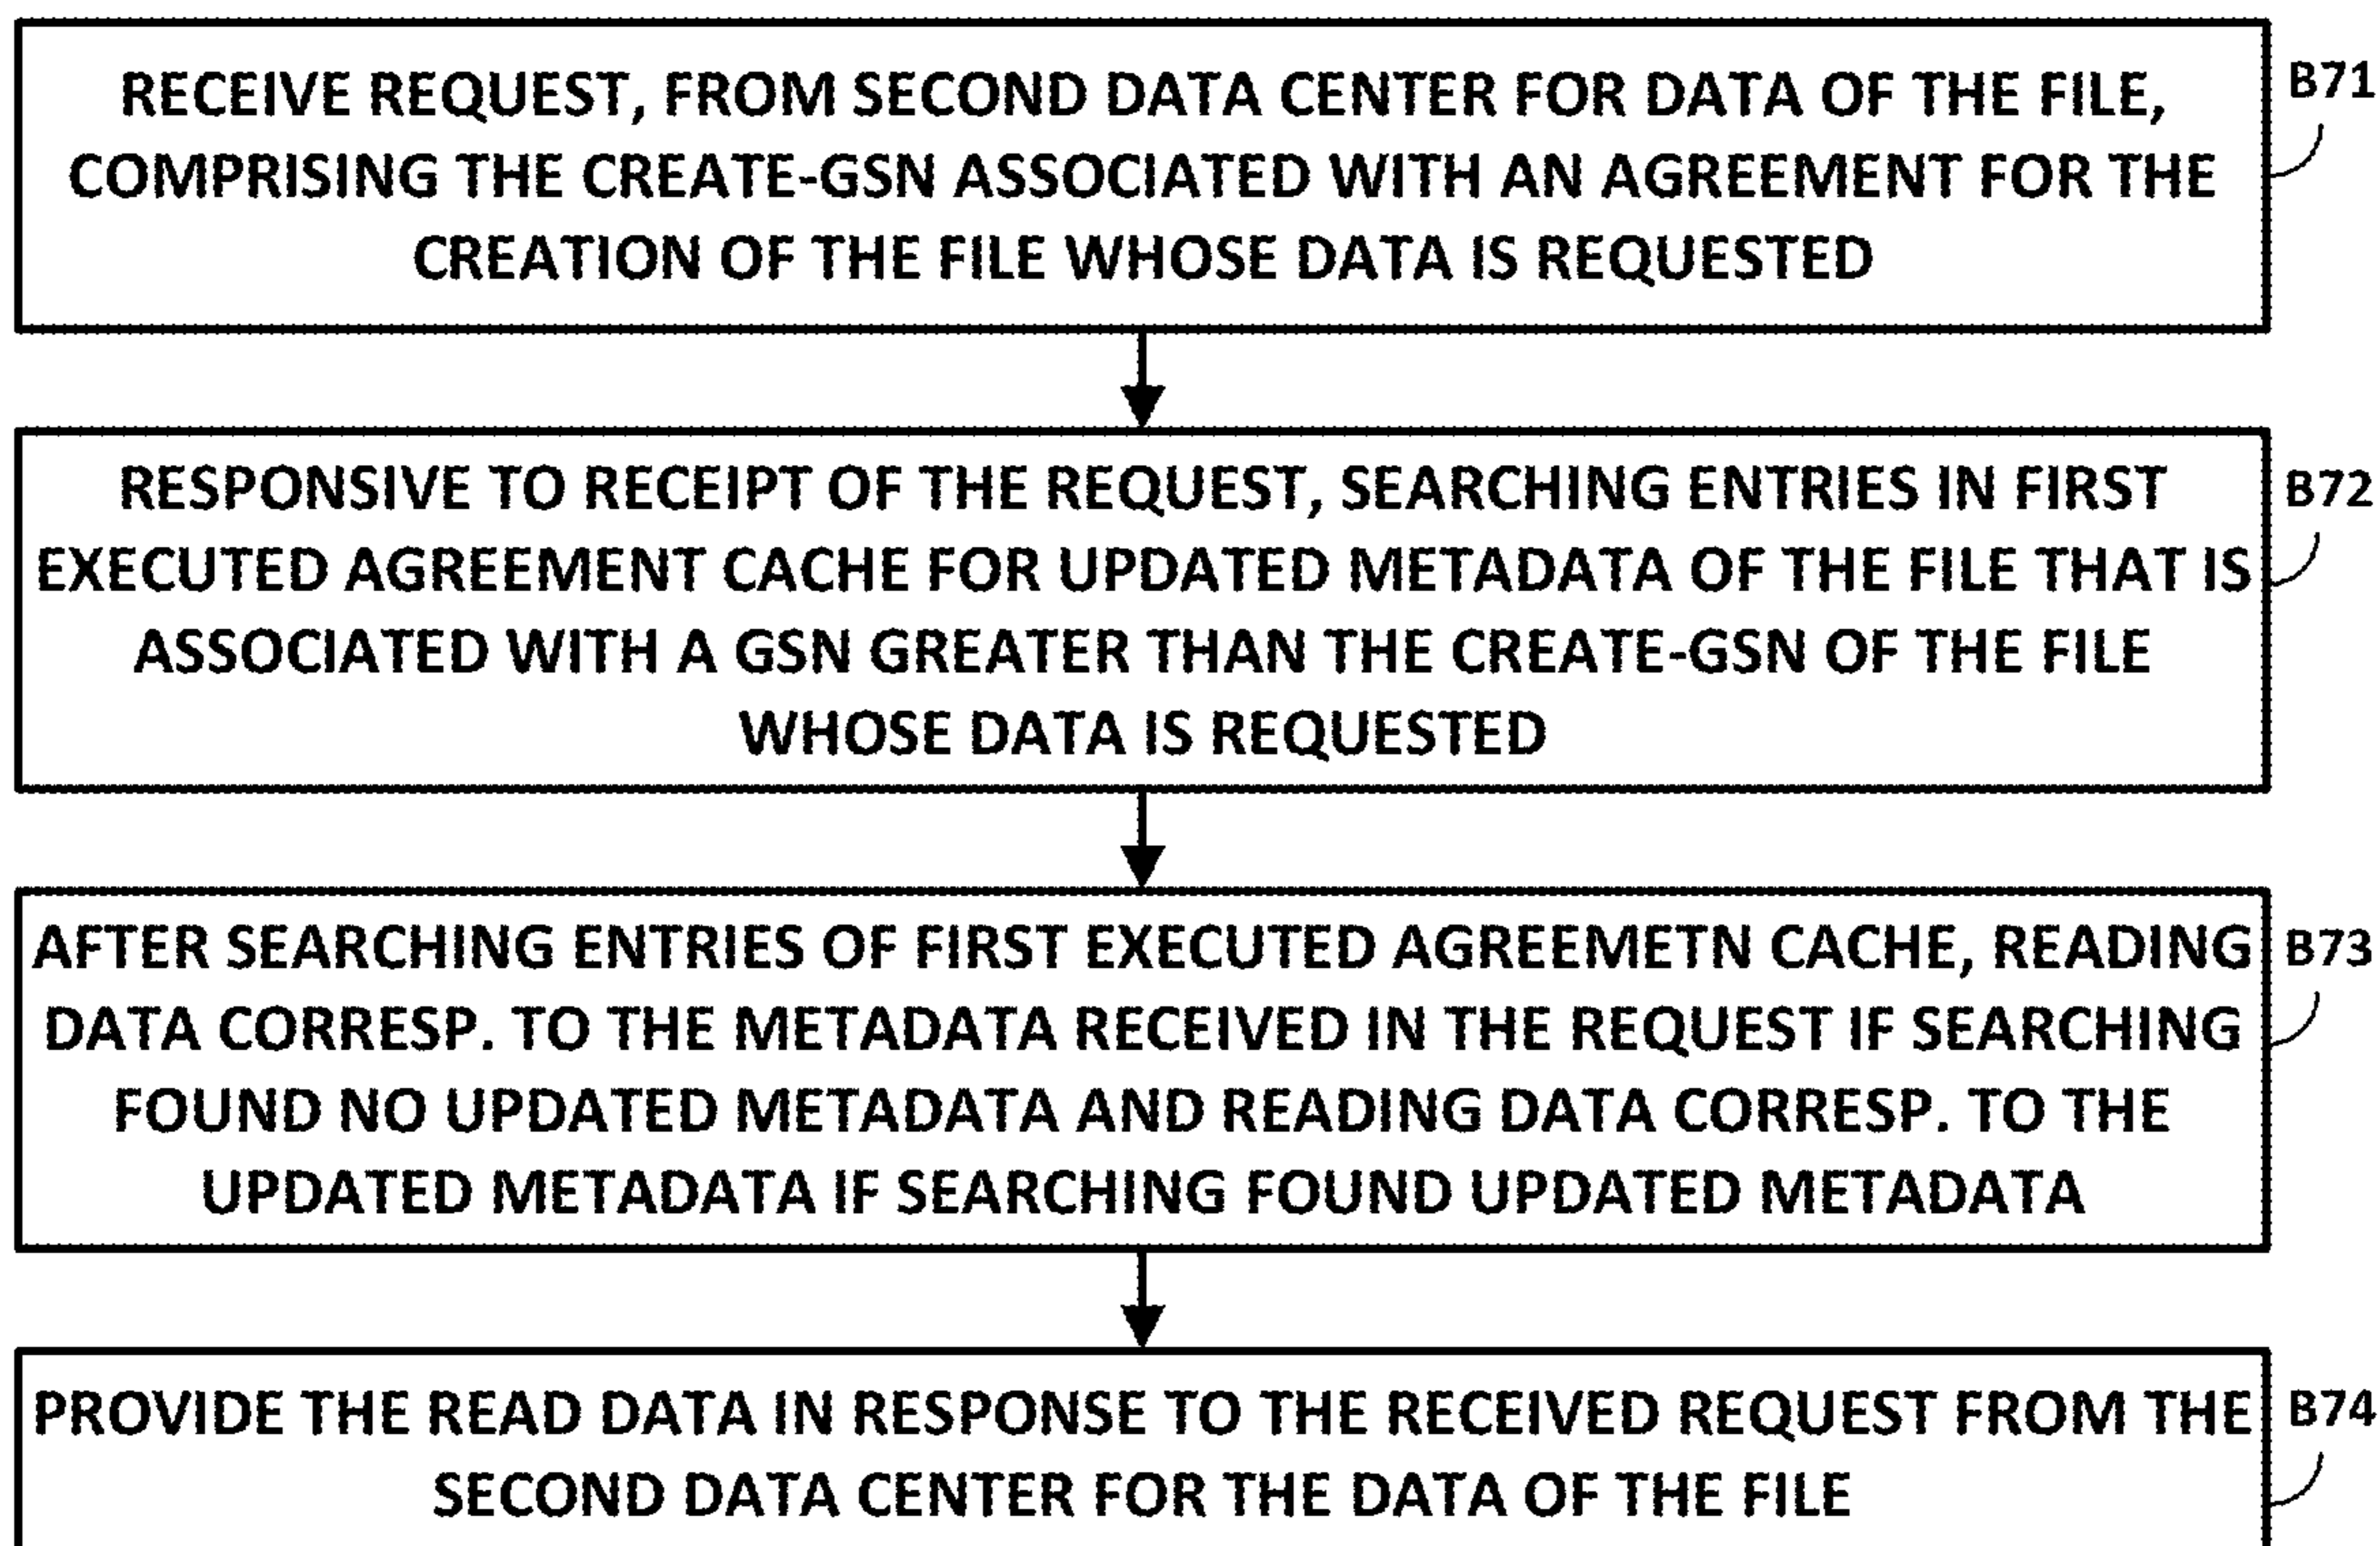 RECEIVE REQUEST, FROM SECOND DATA CENTER FOR DATA OF THE FILE,
COMPRISING THE CREATE-GSN ASSOCIATED WITH AN AGREEMENT FOR THE
CREATION OF THE FILE WHOSE DATA IS REQUESTED
B71
RESPONSIVE TO RECEIPT OF THE REQUEST, SEARCHING ENTRIES IN FIRST
EXECUTED AGREEMENT CACHE FOR UPDATED METADATA OF THE FILE THAT IS
ASSOCIATED WITH A GSN GREATER THAN THE CREATE-GSN OF THE FILE
WHOSE DATA IS REQUESTED
B72
AFTER SEARCHING ENTRIES OF FIRST EXECUTED AGREEMETN CACHE, READING
DATA CORRESP. TO THE METADATA RECEIVED IN THE REQUEST IF SEARCHING
FOUND NO UPDATED METADATA AND READING DATA CORRESP. TO THE
UPDATED METADATA IF SEARCHING FOUND UPDATED METADATA
B73
PROVIDE THE READ DATA IN RESPONSE TO THE RECEIVED REQUEST FROM THE
SECOND DATA CENTER FOR THE DATA OF THE FILE
B74